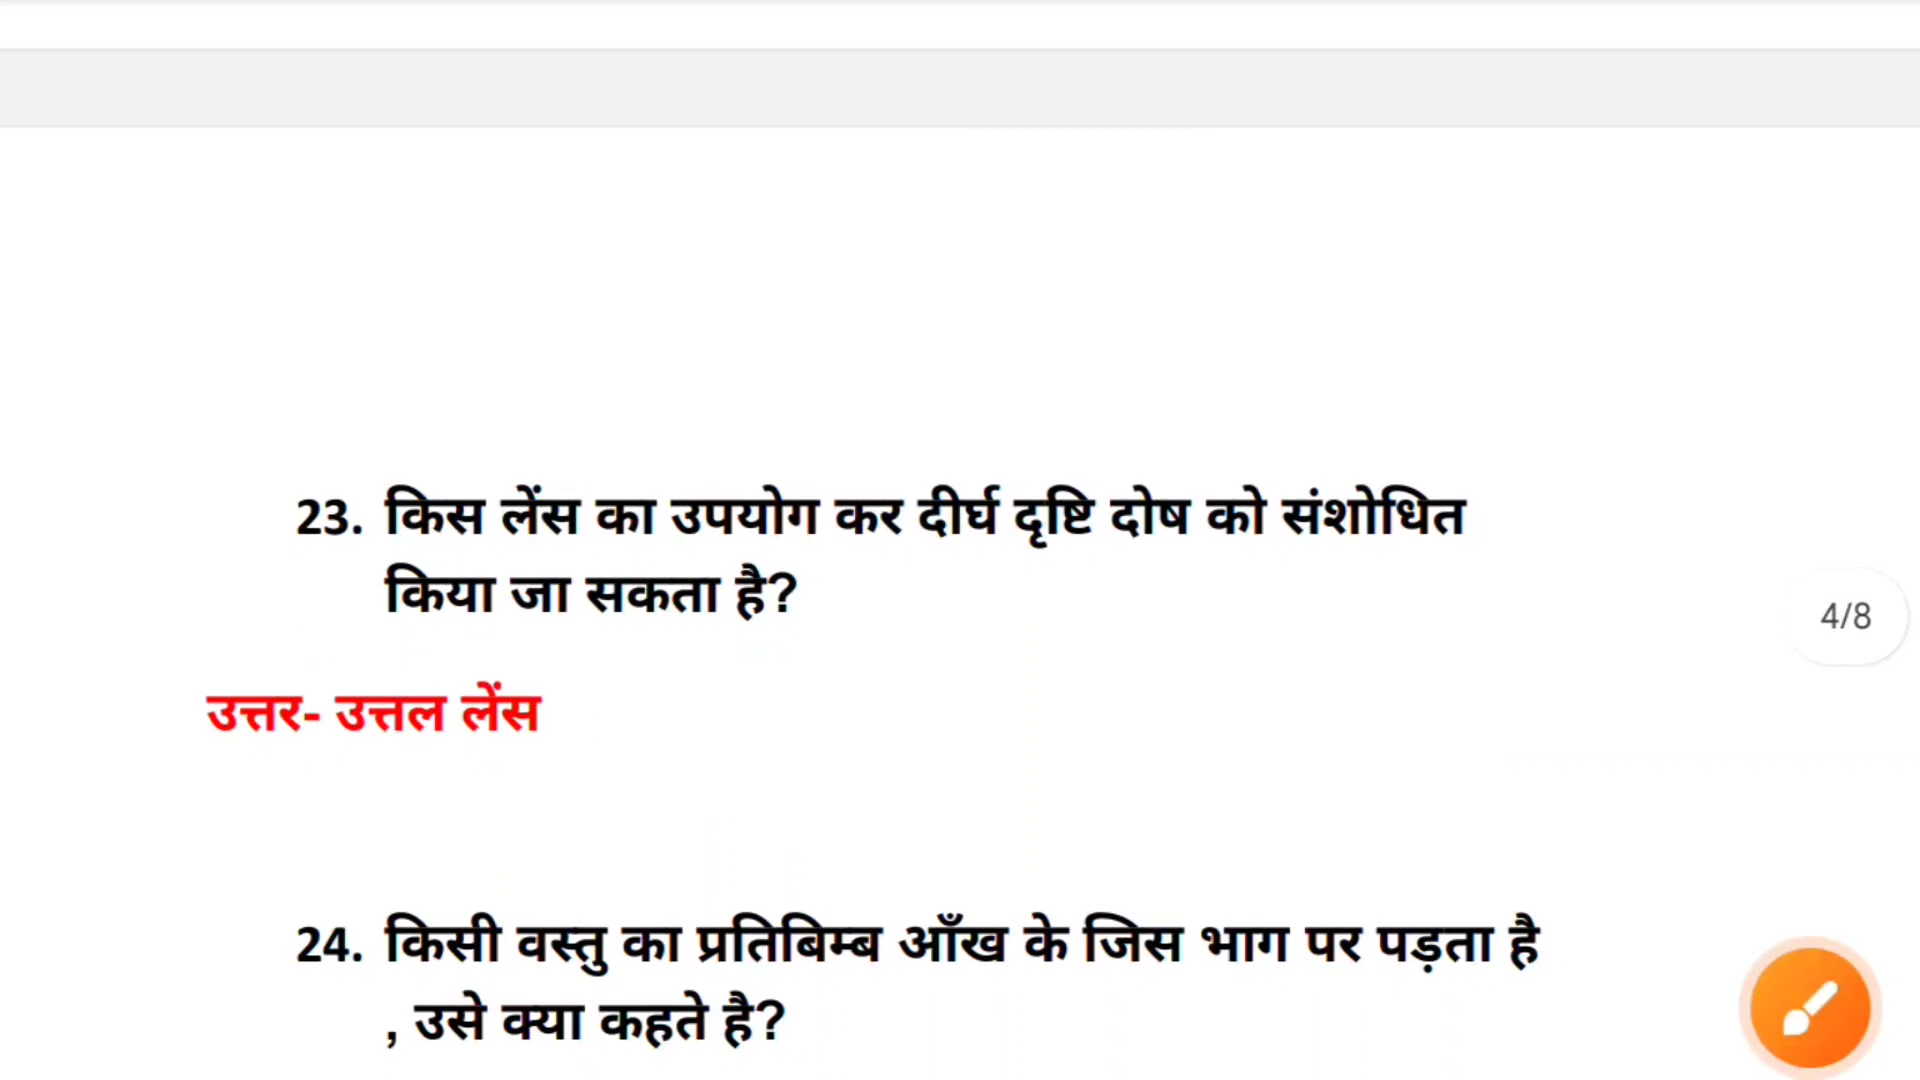 23. किस लेंस का उपयोग कर दीर्घ दृष्टि दोष को संशोधित
किया जा सकता है?
4/8
उत्तर- उत्तल लेंस
24. किसी वस्तु का प्रतिबिम्ब आँख के जिस भाग पर पड़ता है
, उसे क्या कहते है?